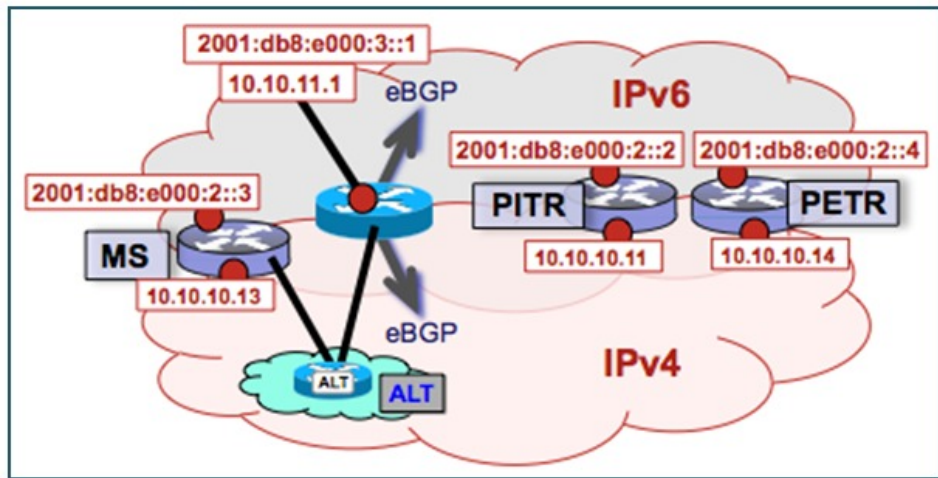 2001:db8:e000:3::1
10.10.11.1
eBGP
IPv6
2001:db8:e000:2::2
2001:db8:e000:2::4
2001:db8:e000:2::3
PITR
PETR
MS
10.10.10.11
10.10.10.14
10.10.10.13
eBGP
IPv4
ALT
ALT